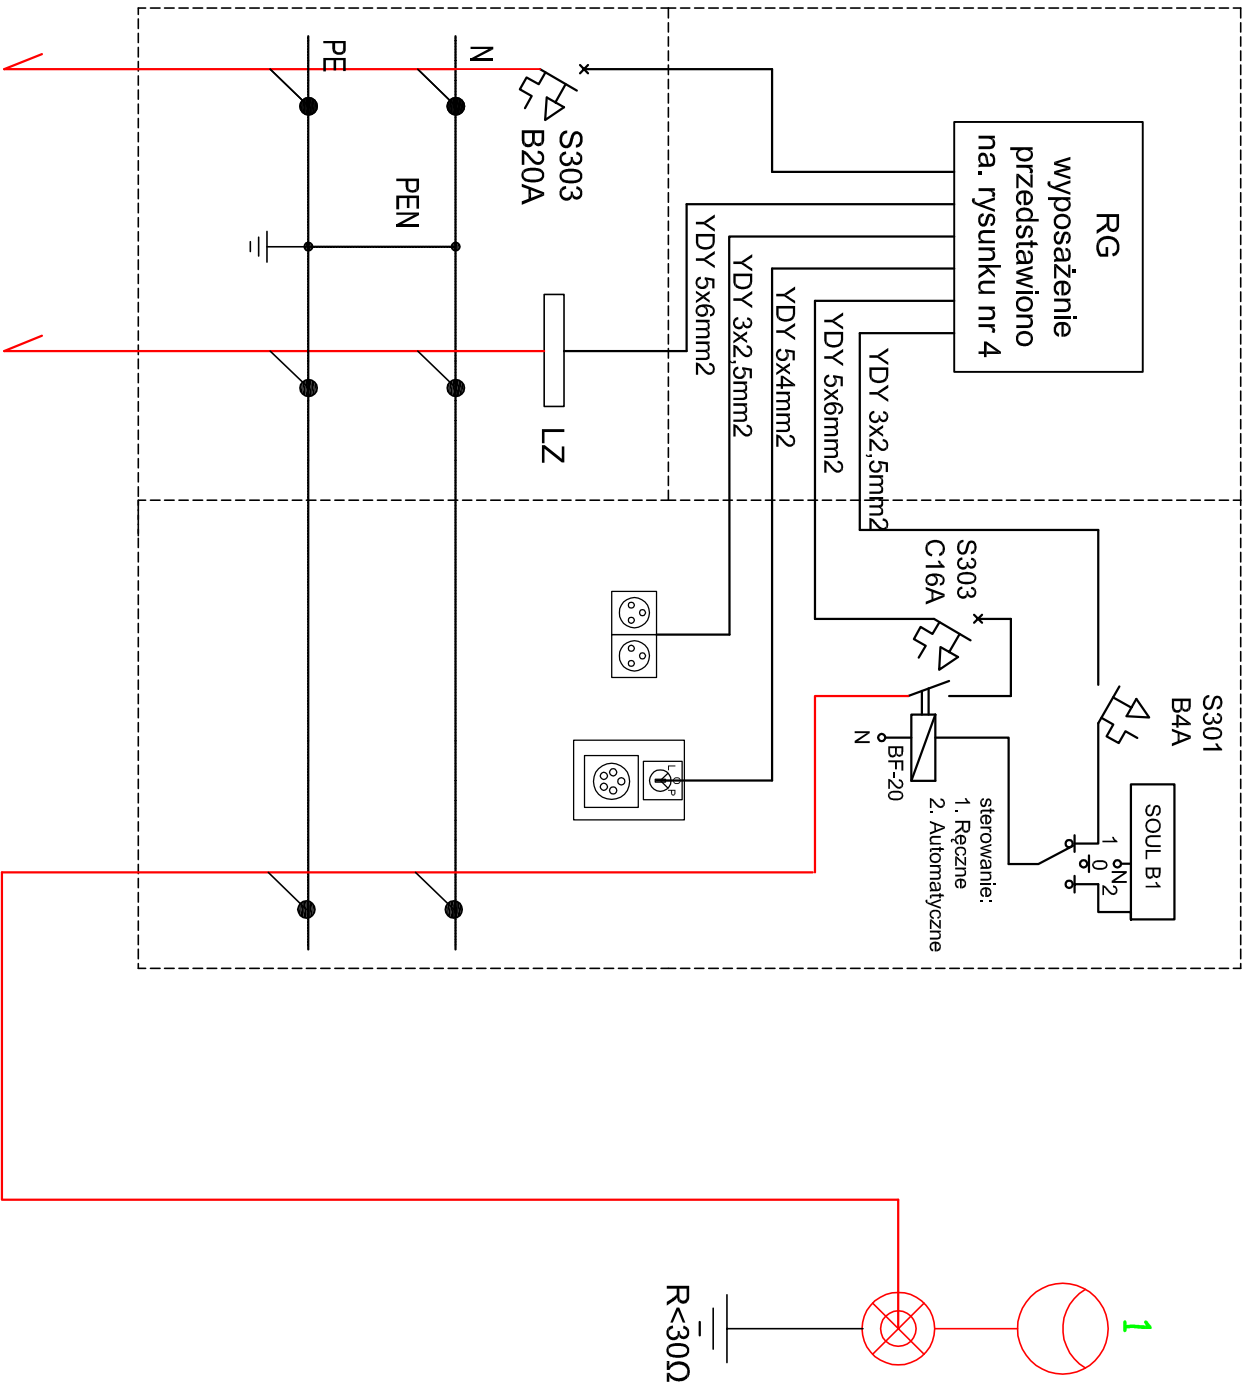 RG
wyposażenie
przedstawiono
na. rysunku nr 4
PE
N
S303
B20A
PEN
LZ
YDY 5x6mm2
YDY 3x2,5mm2
YDY 5x4mm2
YDY 5x6mm2
YDY 3x2,5mm2
S303
C16A
S301
B4A
SOUL B1
1
0
N
2
N
BF-20
sterowanie:
1. Ręczne
2. Automatyczne
L
0
P
R<30Ω
1